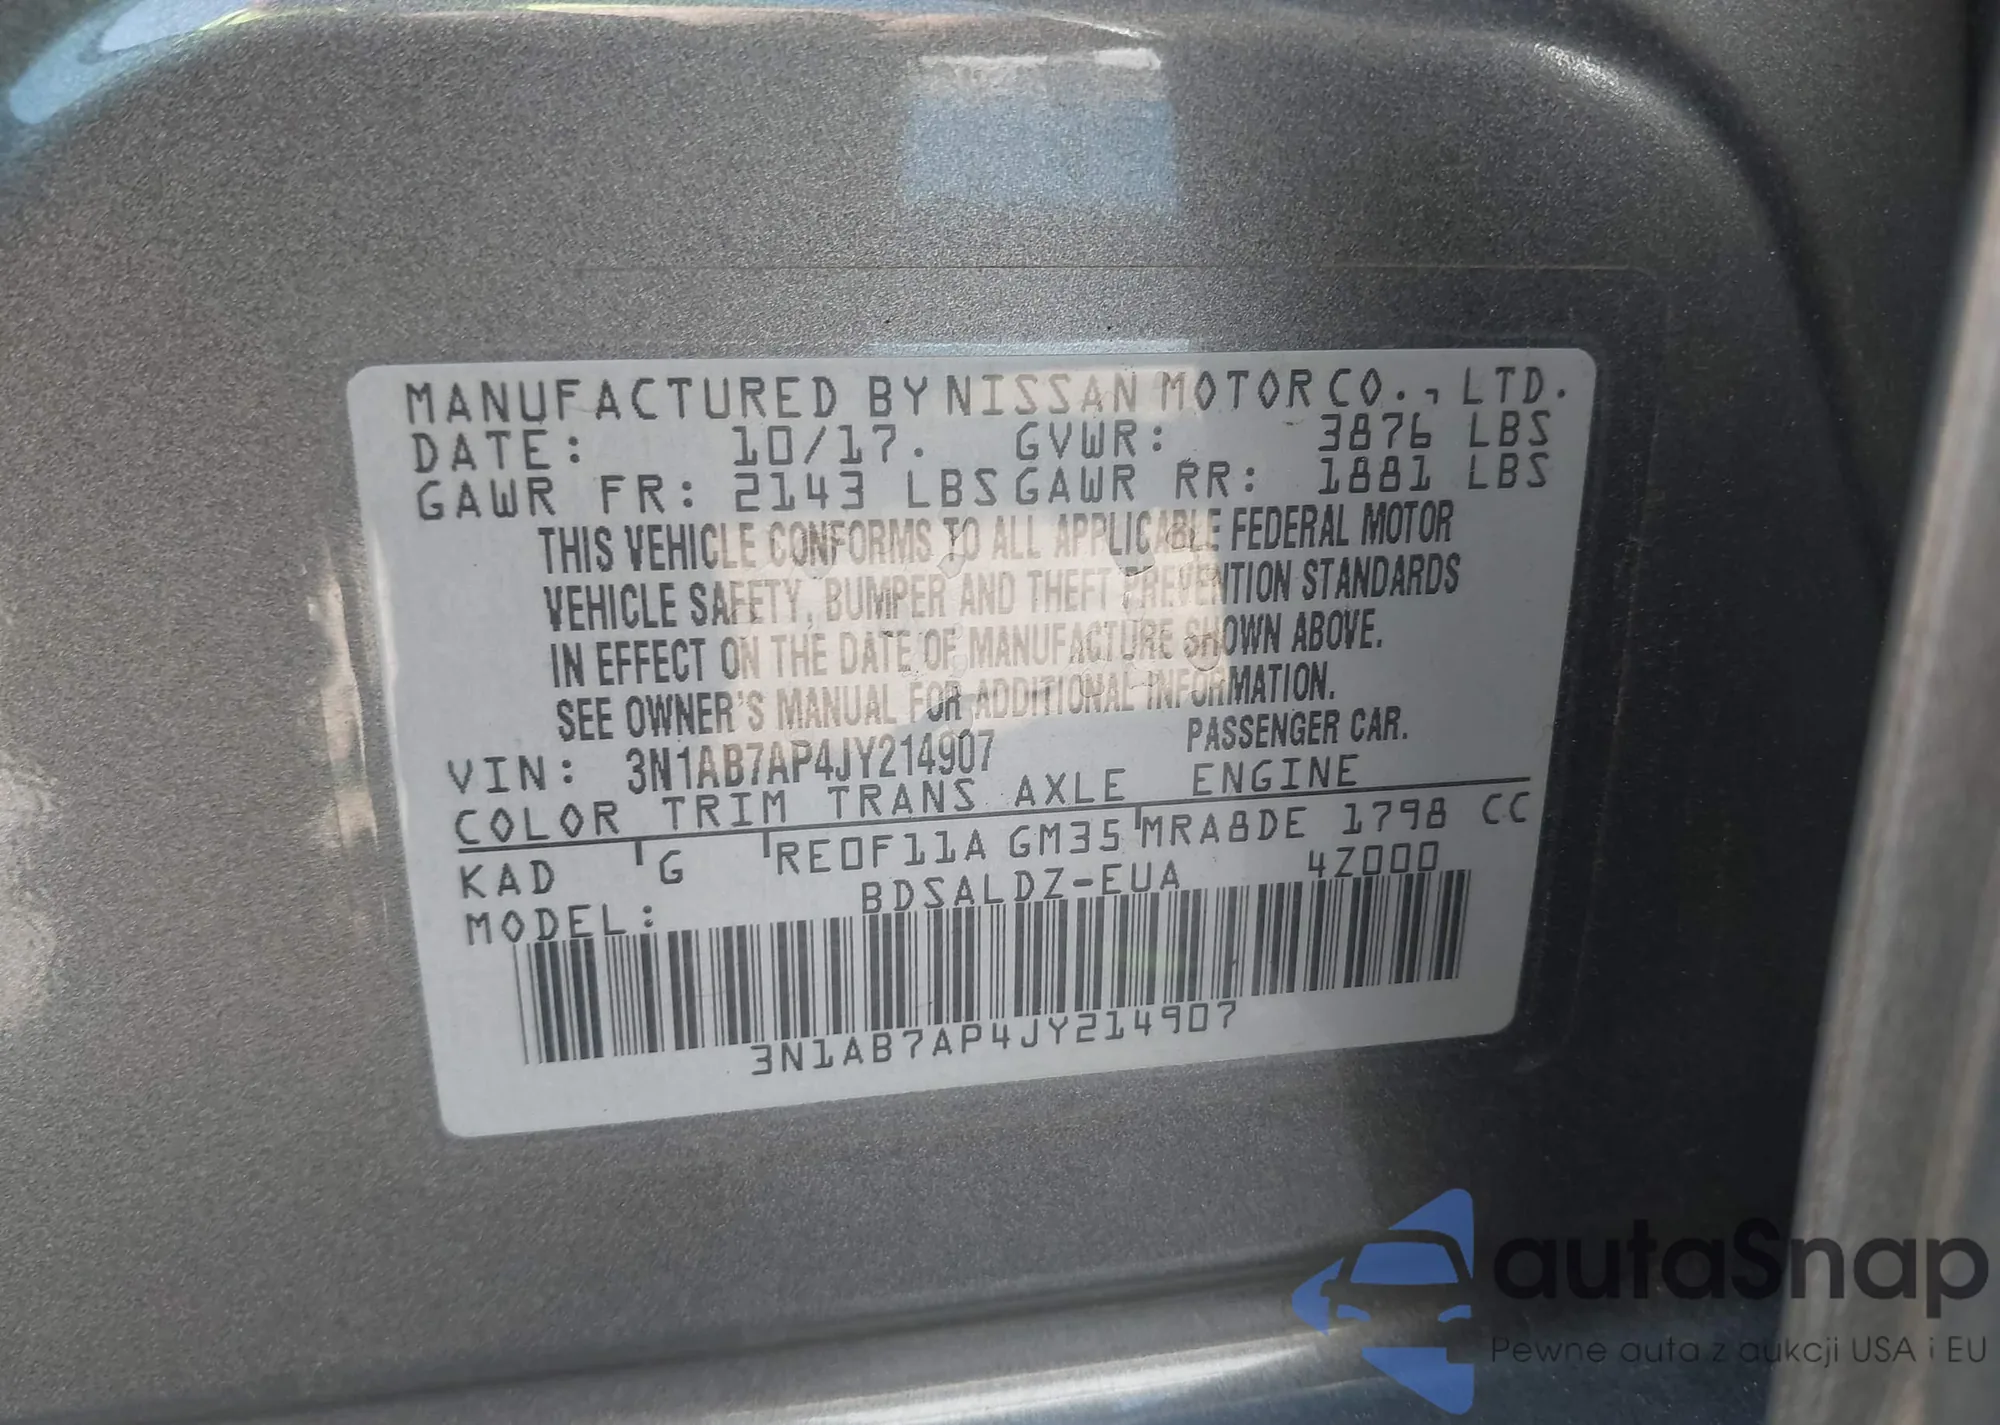 MANUFACTURED BY NISSAN MOTOR CO., LTD.
DATE: 10/17. GVWR: 3876 LBS
GAWR FR: 2143 LBS GAWR RR: 1881 LBS
THIS VEHICLE CONFORMS TO ALL APPLICABLE FEDERAL MOTOR
VEHICLE SAFETY, BUMPER AND THEFT PREVENTION STANDARDS
IN EFFECT ON THE DATE OF MANUFACTURE SHOWN ABOVE.
SEE OWNER'S MANUAL FOR ADDITIONAL INFORMATION.
VIN: 3N1AB7AP4JY214907 PASSENGER CAR.
COLOR TRIM TRANS AXLE ENGINE
KAD G RE0F11A GM35 MRA8DE 1798 CC
MODEL: BDSALDZ-EUA 4Z000
3N1AB7AP4JY214907
autaSnap
Pewne auta z aukcji USA i EU